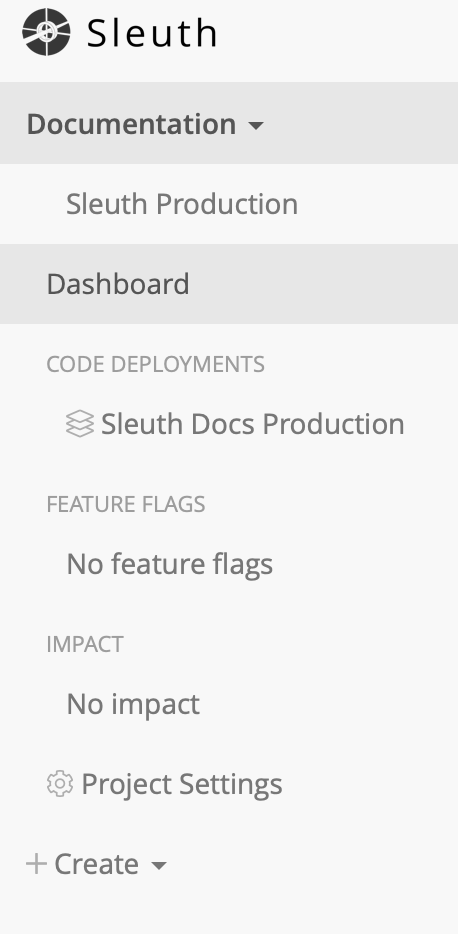 Sleuth
Documentation
Sleuth Production
Dashboard
CODE DEPLOYMENTS
Sleuth Docs Production
FEATURE FLAGS
No feature flags
IMPACT
No impact
Project Settings
Create